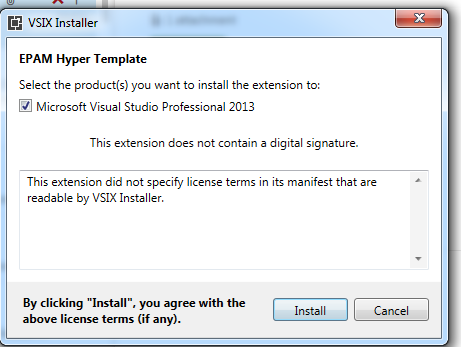 VSIX Installer
EPAM Hyper Template
Select the product(s) you want to install the extension to:
Microsoft Visual Studio Professional 2013
This extension does not contain a digital signature.
This extension did not specify license terms in its manifest that are
readable by VSIX Installer.
By clicking "Install", you agree with the
above license terms (if any).
Install
Cancel